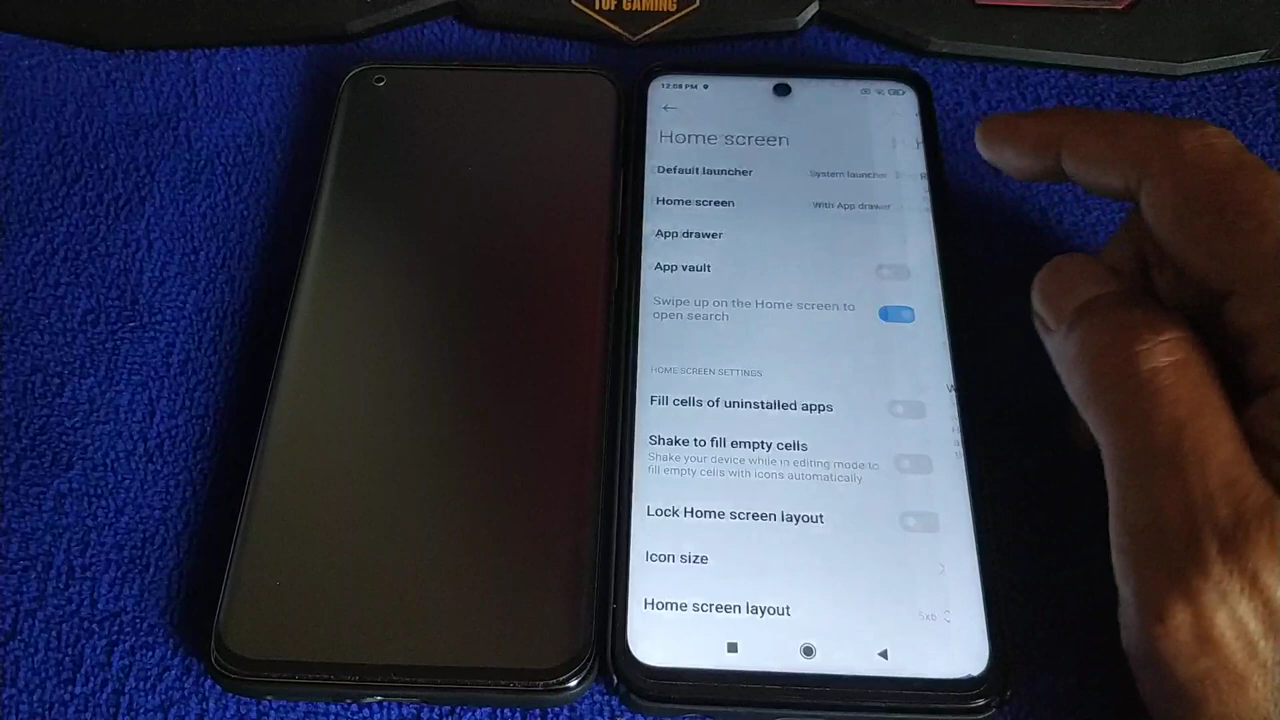 TUF GAMING
12:08 PM
Home screen
Default launcher System launcher
Home screen With App drawer
App drawer
App vault
Swipe up on the Home screen to
open search
HOME SCREEN SETTINGS
Fill cells of uninstalled apps
Shake to fill empty cells
Shake your device while in editing mode to
fill empty cells with icons automatically
Lock Home screen layout
Icon size
Home screen layout 5x6